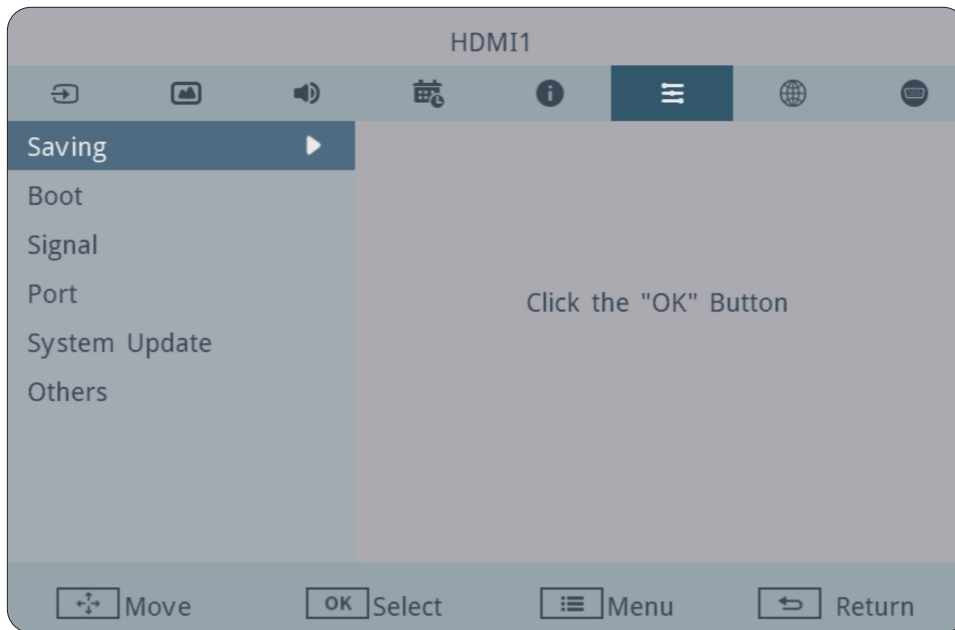 HDMI1
Saving
Boot
Signal
Port
System Update
Others
Click the "OK" Button
Move OK Select Menu Return